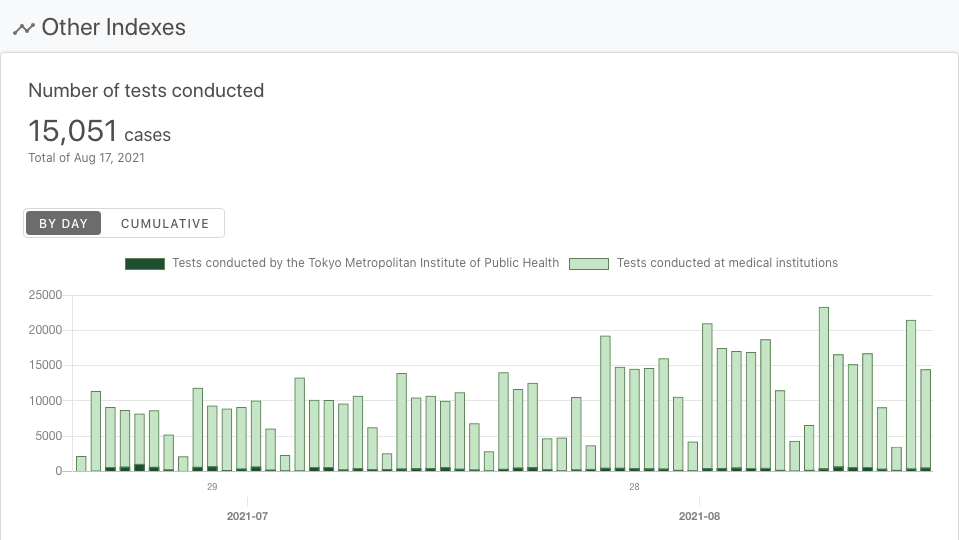 Other Indexes
Number of tests conducted
15,051 cases
Total of Aug 17, 2021
BY DAY CUMULATIVE
Tests conducted by the Tokyo Metropolitan Institute of Public Health Tests conducted at medical institutions
25000
20000
15000
10000
5000
0
29 28
2021-07 2021-08